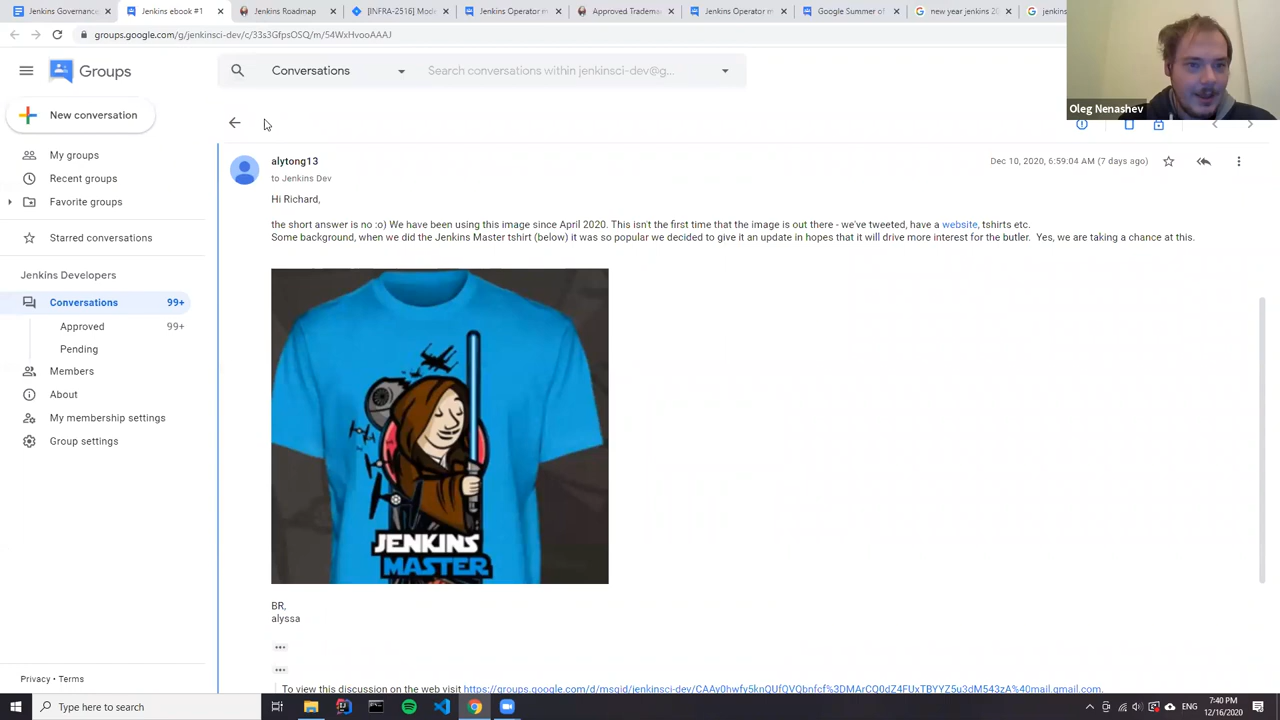 Jenkins Governance
Jenkins ebook #1
Jenkins Roadmap
[INFRA-2516] Mod
Jenkins Operator m
Approved Tradema
Jenkins Operator m
Google Summer of
new year jenkins 20
jenkins
groups.google.com/g/jenkinsci-dev/c/33s3GfpsOSQ/m/54WxHvooAAAJ
Groups
Conversations
Search conversations within jenkinsci-dev@g...
Oleg Nenashev
New conversation
My groups
Recent groups
Favorite groups
Starred conversations
Jenkins Developers
Conversations 99+
Approved 99+
Pending
Members
About
My membership settings
Group settings
Privacy • Terms
alytong13
Dec 10, 2020, 6:59:04 AM (7 days ago)
to Jenkins Dev
Hi Richard,
the short answer is no :o) We have been using this image since April 2020. This isn't the first time that the image is out there - we've tweeted, have a website, tshirts etc.
Some background, when we did the Jenkins Master tshirt (below) it was so popular we decided to give it an update in hopes that it will drive more interest for the butler. Yes, we are taking a chance at this.
JENKINS
MASTER
BR,
alyssa
To view this discussion on the web visit https://groups.google.com/d/msgid/jenkinsci-dev/CAAy0hwfy5knQUfQVQbnfcf%3DMArCQ0dZ4FUxTBYYZ5u3dM543zA%40mail.gmail.com.
Type here to search
ENG
7:40 PM
12/16/2020